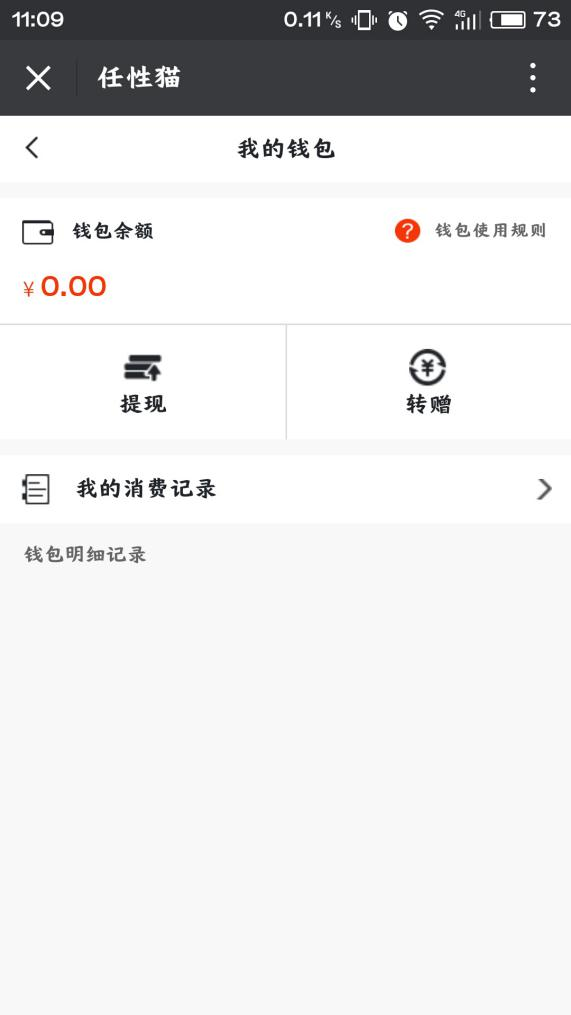 11:09 0.11 K/s 4G 73
任性猫
我的钱包
钱包余额 ? 钱包使用规则
¥ 0.00
提现 转赠
我的消费记录
钱包明细记录